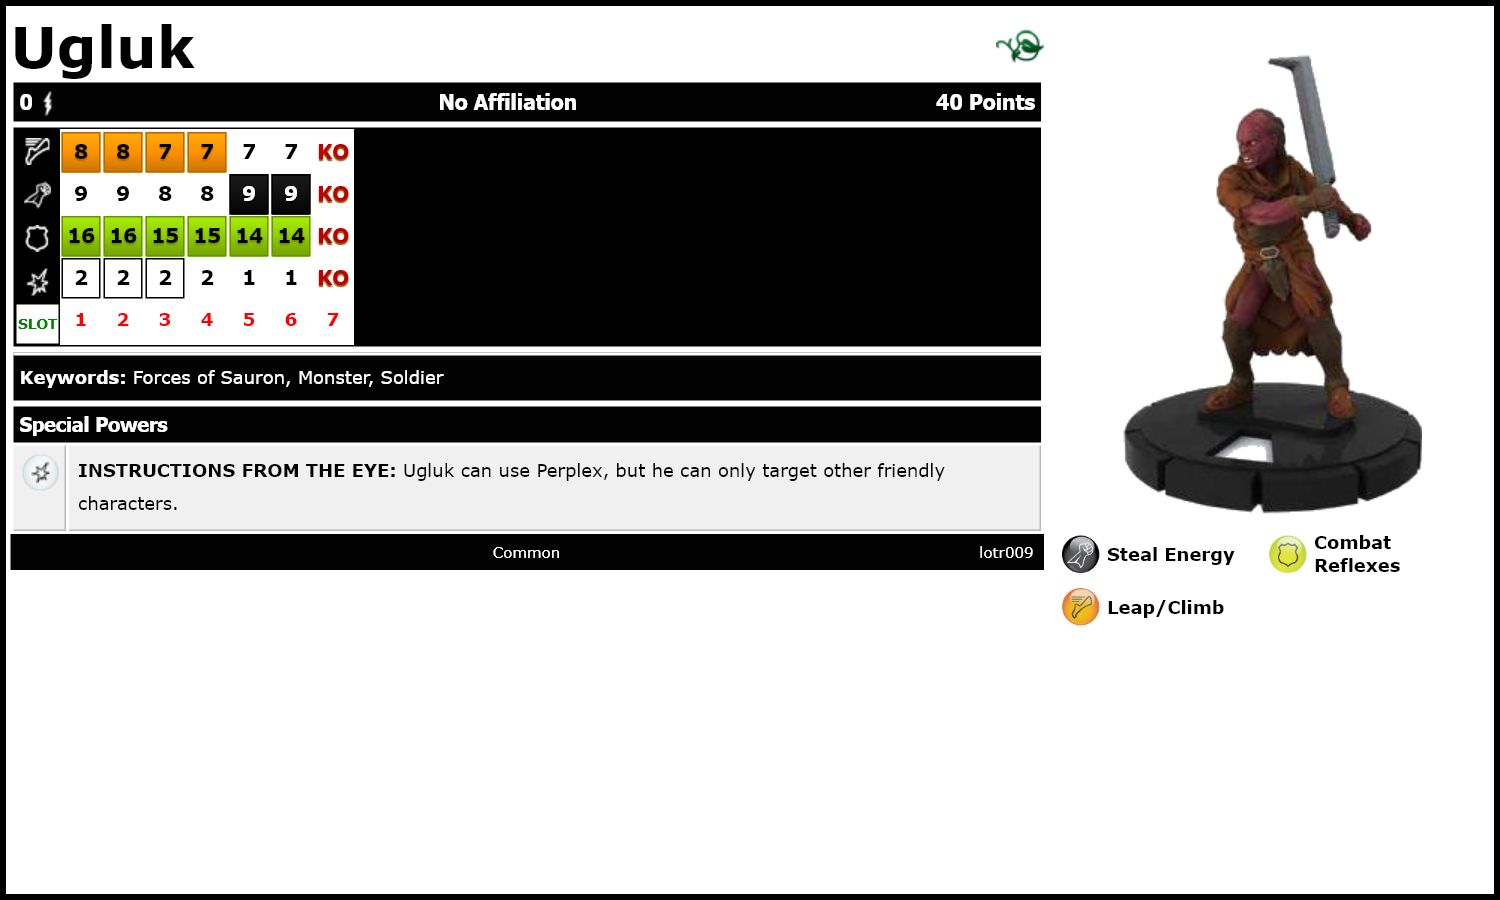 Ugluk
0 No Affiliation 40 Points
8 8 7 7 7 7 KO
9 9 8 8 9 9 KO
16 16 15 15 14 14 KO
2 2 2 2 1 1 KO
SLOT 1 2 3 4 5 6 7
Keywords: Forces of Sauron, Monster, Soldier
Special Powers
INSTRUCTIONS FROM THE EYE: Ugluk can use Perplex, but he can only target other friendly
characters.
Common lotr009
Steal Energy
Combat
Reflexes
Leap/Climb